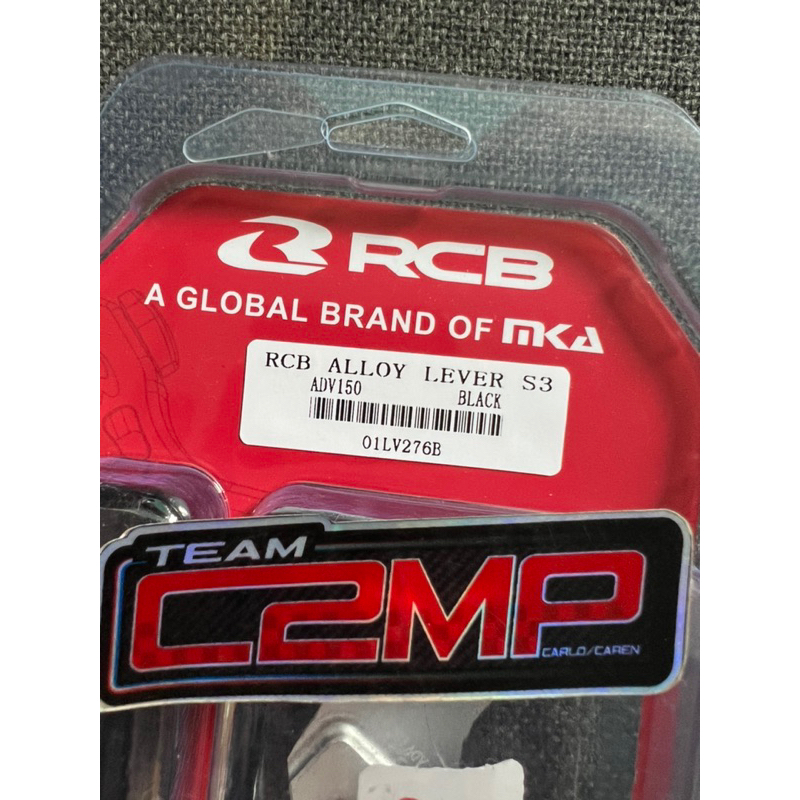 RCB
A GLOBAL BRAND OF MKA
RCB ALLOY LEVER S3
ADV150 BLACK
01LV276B
TEAM
C2MP
CARLO/CAREN